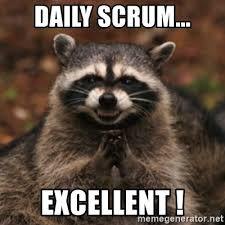 DAILY SCRUM...
EXCELLENT !
memegenerator.net